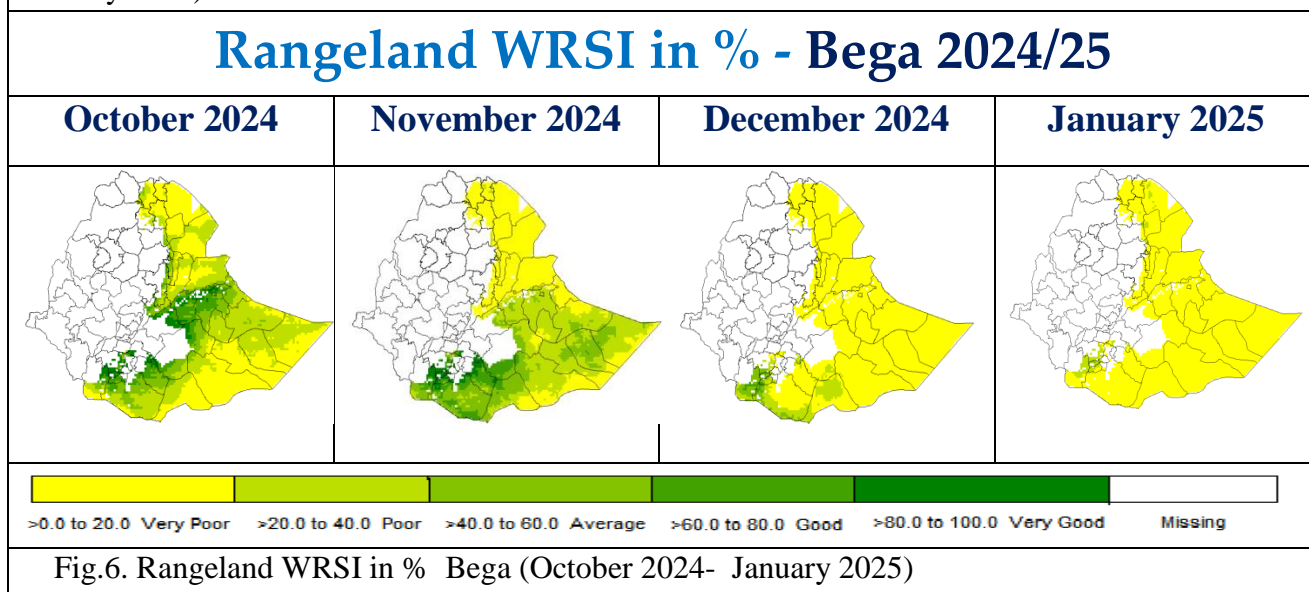 Rangeland WRSI in % - Bega 2024/25
October 2024 November 2024 December 2024 January 2025
>0.0 to 20.0 Very Poor >20.0 to 40.0 Poor >40.0 to 60.0 Average >60.0 to 80.0 Good >80.0 to 100.0 Very Good Missing
Fig.6. Rangeland WRSI in % Bega (October 2024- January 2025)